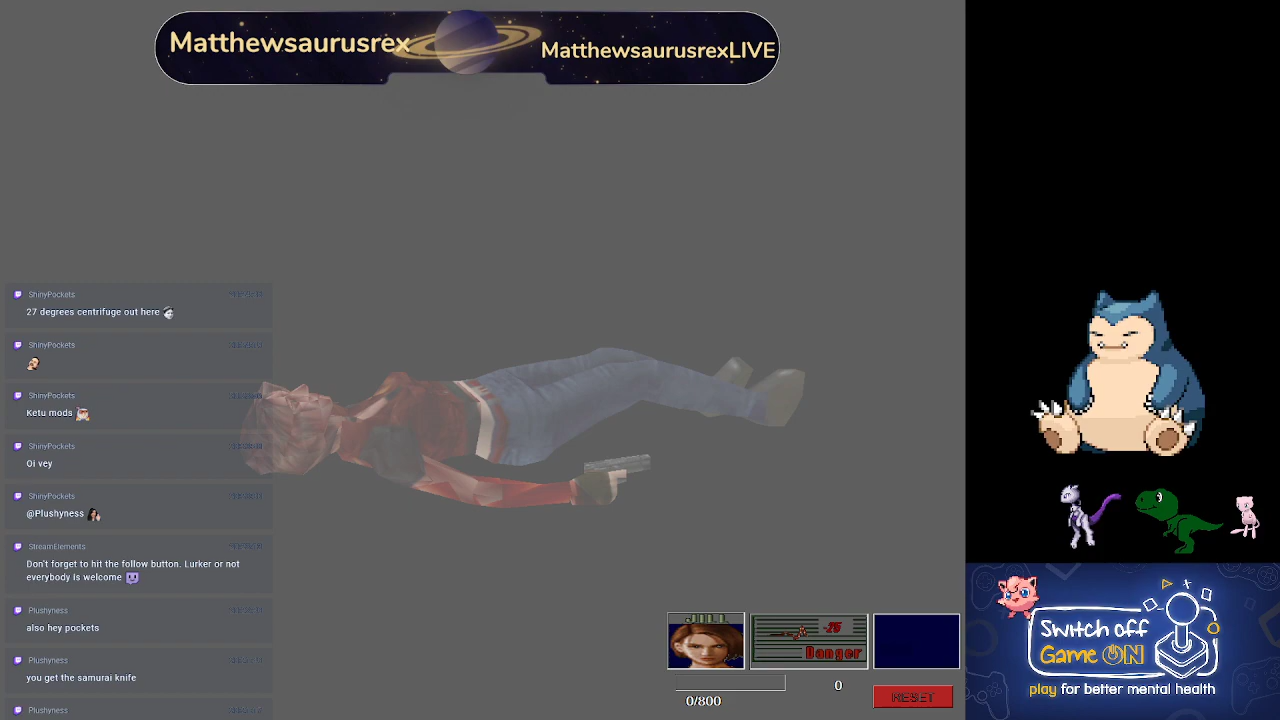 Matthewsaurusrex
MatthewsaurusrexLIVE
ShinyPockets
27 degrees centrifuge out here
ShinyPockets
ShinyPockets
Ketu mods
ShinyPockets
Oi vey
ShinyPockets
@Plushyness
StreamElements
Don't forget to hit the follow button. Lurker or not
everybody is welcome
Plushyness
also hey pockets
Plushyness
you get the samurai knife
Plushyness
JILL
-25
Danger
0
0/800
RESET
Switch off
Game ON
play for better mental health